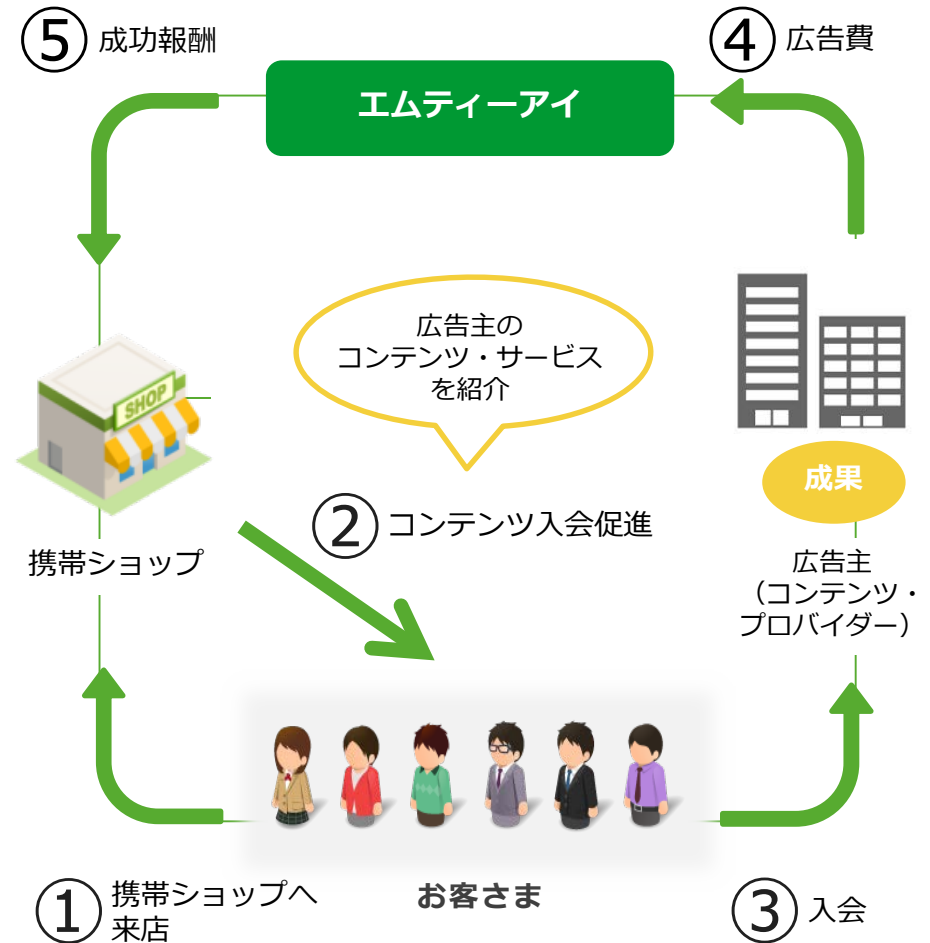 ⑤ 成功報酬
④ 広告費
エムティーアイ
広告主の
コンテンツ・サービス
を紹介
SHOP
成果
② コンテンツ入会促進
携帯ショップ
広告主
（コンテンツ・
プロバイダー）
① 携帯ショップへ
来店
お客さま
③ 入会